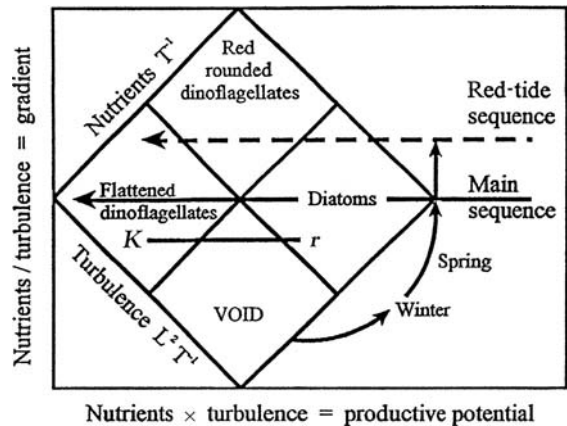 Red
rounded
dinoflagellates
Nutrients T⁻¹
Red-tide
sequence
Nutrients / turbulence = gradient
Flattened
dinoflagellates
Diatoms
Main
sequence
K
r
Spring
Turbulence L² T⁻¹
VOID
Winter
Nutrients × turbulence = productive potential